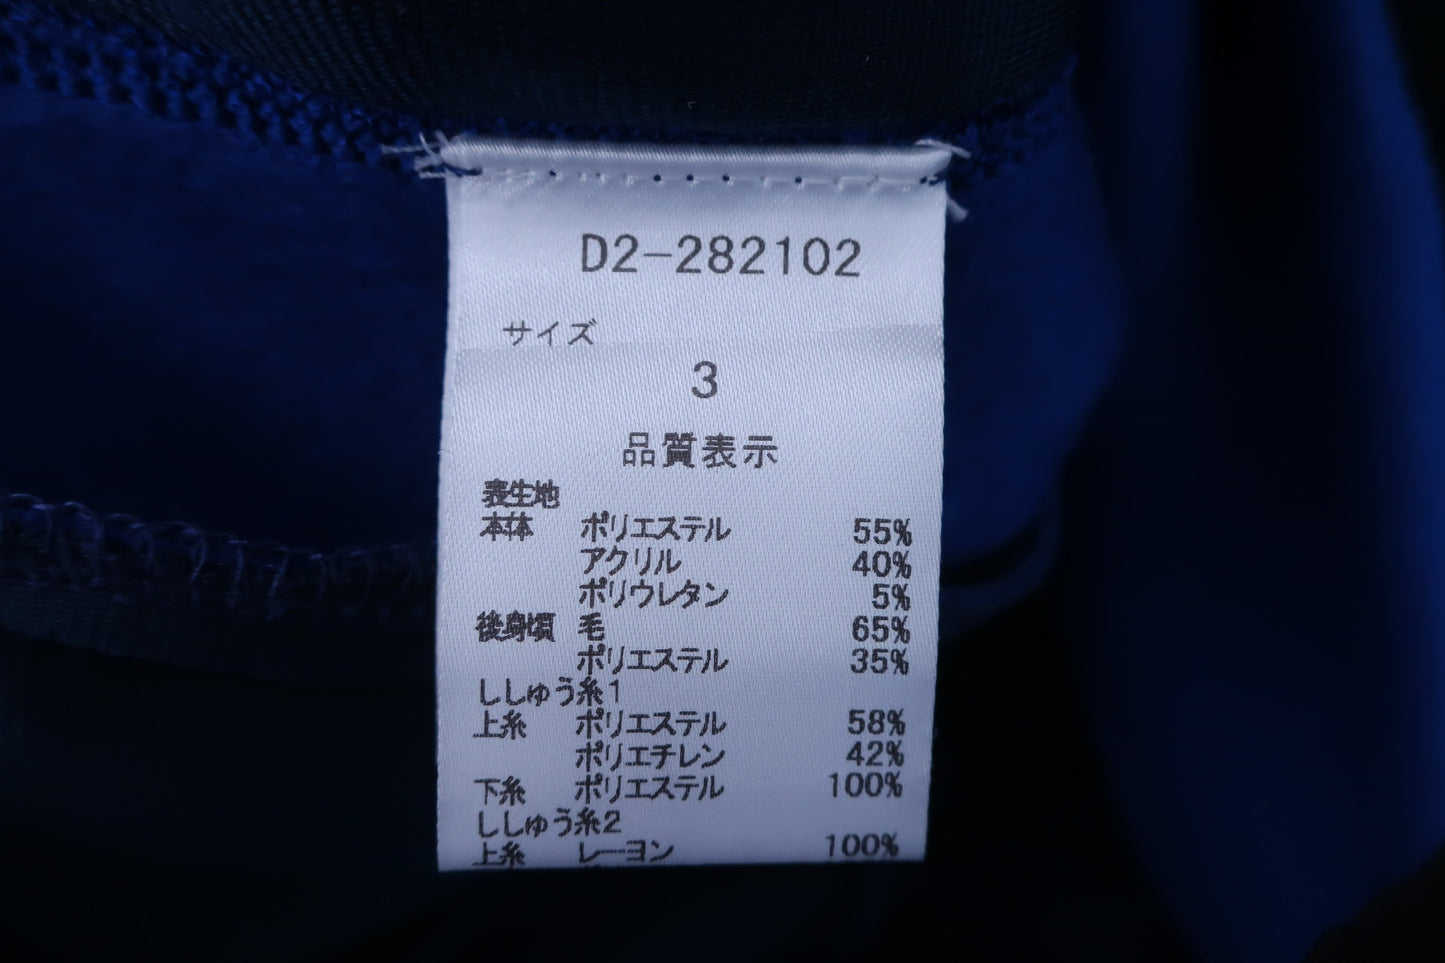 D2-282102
サイズ
3
品質表示
表生地
本体 ポリエステル 55%
アクリル 40%
ポリウレタン 5%
後身頃 毛 65%
ポリエステル 35%
ししゅう糸1
上糸 ポリエステル 58%
ポリエチレン 42%
下糸 ポリエステル 100%
ししゅう糸2
上糸 レーヨン 100%